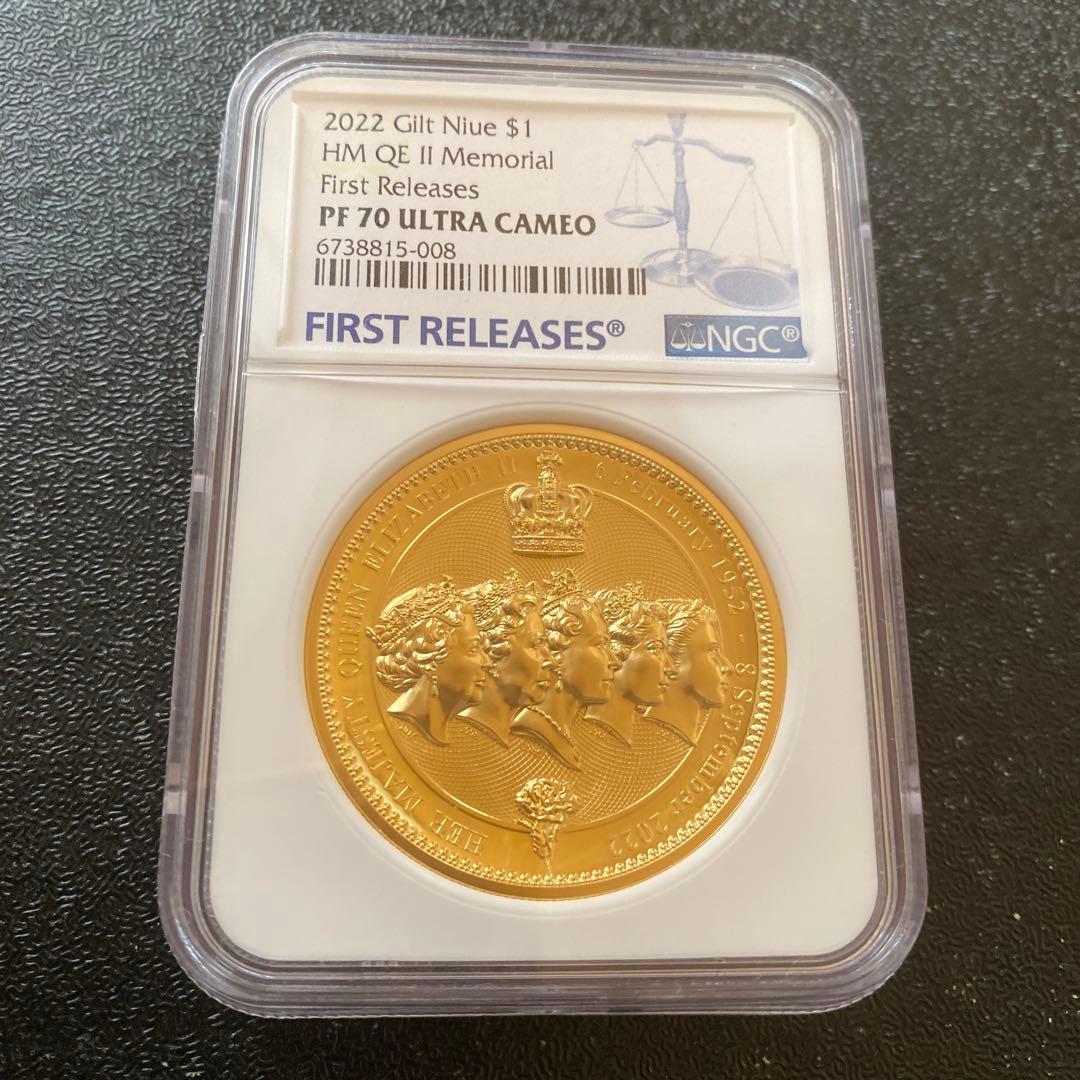 2022 Gilt Niue $1
HM QE II Memorial
First Releases
PF 70 ULTRA CAMEO
6738815-008
FIRST RELEASES®
NGC®
HER MAJESTY QUEEN ELIZABETH II 6 February 1952 - 8 September 2022